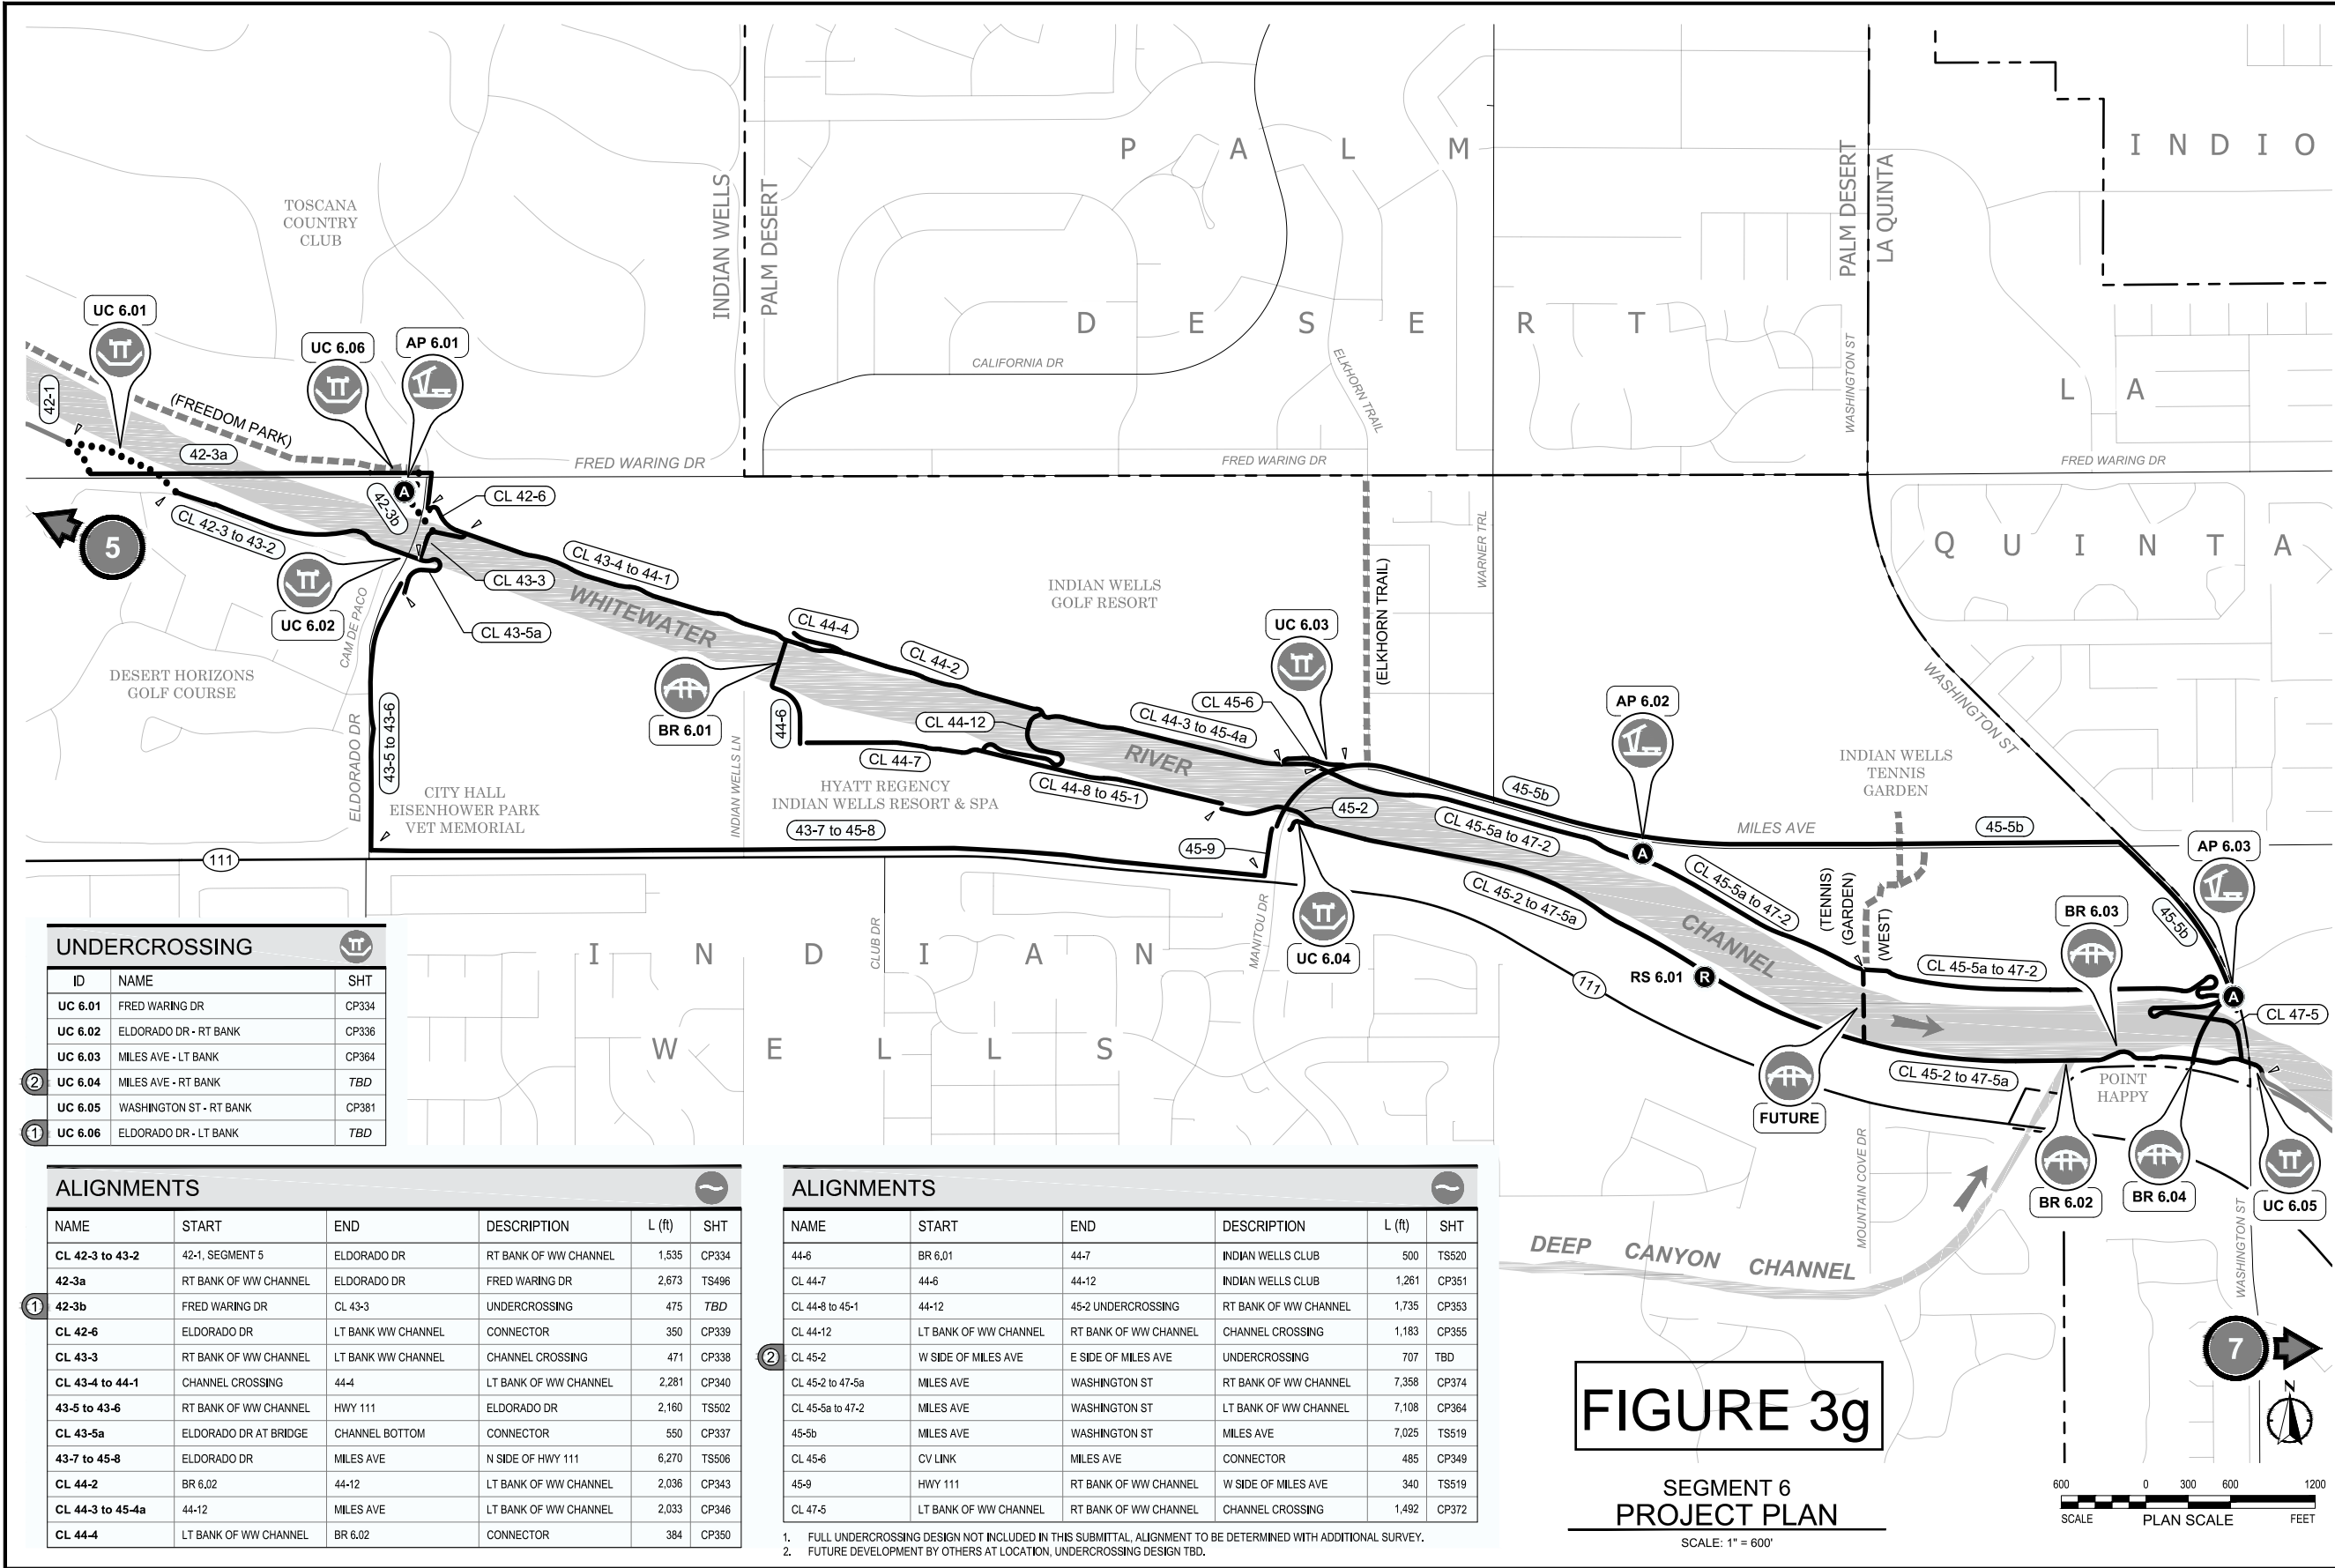 P A L M
D E S E R T
I N D I O
L A
Q U I N T A
I N D I A N
W E L L S
TOSCANA
COUNTRY
CLUB
INDIAN WELLS
PALM DESERT
PALM DESERT
LA QUINTA
UC 6.01
UC 6.06
AP 6.01
42-1
(FREEDOM PARK)
42-3a
42-3b
A
CL 42-6
FRED WARING DR
CALIFORNIA DR
ELKHORN TRAIL
FRED WARING DR
WASHINGTON ST
FRED WARING DR
5
CL 42-3 to 43-2
UC 6.02
CAM DE PACO
CL 43-3
CL 43-5a
CL 43-4 to 44-1
WHITEWATER
RIVER
CHANNEL
DESERT HORIZONS
GOLF COURSE
ELDORADO DR
43-5 to 43-6
CITY HALL
EISENHOWER PARK
VET MEMORIAL
INDIAN WELLS LN
BR 6.01
44-6
CL 44-4
CL 44-2
CL 44-12
CL 44-7
HYATT REGENCY
INDIAN WELLS RESORT & SPA
CL 44-8 to 45-1
43-7 to 45-8
111
INDIAN WELLS
GOLF RESORT
UC 6.03
CL 45-6
CL 44-3 to 45-4a
(ELKHORN TRAIL)
WARNER TRL
45-2
45-9
45-5b
CL 45-5a to 47-2
CL 45-2 to 47-5a
AP 6.02
A
CL 45-5a to 47-2
MILES AVE
45-5b
INDIAN WELLS
TENNIS
GARDEN
WASHINGTON ST
(TENNIS)
(GARDEN)
(WEST)
AP 6.03
45-5b
BR 6.03
CL 45-5a to 47-2
A
CL 47-5
RS 6.01
R
111
CLUB DR
MANITOU DR
UC 6.04
FUTURE
CL 45-2 to 47-5a
POINT
HAPPY
BR 6.02
BR 6.04
UC 6.05
MOUNTAIN COVE DR
WASHINGTON ST
DEEP CANYON CHANNEL
7
N
UNDERCROSSING
ID NAME SHT
UC 6.01 FRED WARING DR CP334
UC 6.02 ELDORADO DR - RT BANK CP336
UC 6.03 MILES AVE - LT BANK CP364
2 UC 6.04 MILES AVE - RT BANK TBD
UC 6.05 WASHINGTON ST - RT BANK CP381
1 UC 6.06 ELDORADO DR - LT BANK TBD
ALIGNMENTS
NAME START END DESCRIPTION L (ft) SHT
CL 42-3 to 43-2 42-1, SEGMENT 5 ELDORADO DR RT BANK OF WW CHANNEL 1,535 CP334
42-3a RT BANK OF WW CHANNEL ELDORADO DR FRED WARING DR 2,673 TS496
1 42-3b FRED WARING DR CL 43-3 UNDERCROSSING 475 TBD
CL 42-6 ELDORADO DR LT BANK WW CHANNEL CONNECTOR 350 CP339
CL 43-3 RT BANK OF WW CHANNEL LT BANK WW CHANNEL CHANNEL CROSSING 471 CP338
CL 43-4 to 44-1 CHANNEL CROSSING 44-4 LT BANK OF WW CHANNEL 2,281 CP340
43-5 to 43-6 RT BANK OF WW CHANNEL HWY 111 ELDORADO DR 2,160 TS502
CL 43-5a ELDORADO DR AT BRIDGE CHANNEL BOTTOM CONNECTOR 550 CP337
43-7 to 45-8 ELDORADO DR MILES AVE N SIDE OF HWY 111 6,270 TS506
CL 44-2 BR 6.02 44-12 LT BANK OF WW CHANNEL 2,036 CP343
CL 44-3 to 45-4a 44-12 MILES AVE LT BANK OF WW CHANNEL 2,033 CP346
CL 44-4 LT BANK OF WW CHANNEL BR 6.02 CONNECTOR 384 CP350
ALIGNMENTS
NAME START END DESCRIPTION L (ft) SHT
44-6 BR 6.01 44-7 INDIAN WELLS CLUB 500 TS520
CL 44-7 44-6 44-12 INDIAN WELLS CLUB 1,261 CP351
CL 44-8 to 45-1 44-12 45-2 UNDERCROSSING RT BANK OF WW CHANNEL 1,735 CP353
CL 44-12 LT BANK OF WW CHANNEL RT BANK OF WW CHANNEL CHANNEL CROSSING 1,183 CP355
2 CL 45-2 W SIDE OF MILES AVE E SIDE OF MILES AVE UNDERCROSSING 707 TBD
CL 45-2 to 47-5a MILES AVE WASHINGTON ST RT BANK OF WW CHANNEL 7,358 CP374
CL 45-5a to 47-2 MILES AVE WASHINGTON ST LT BANK OF WW CHANNEL 7,108 CP364
45-5b MILES AVE WASHINGTON ST MILES AVE 7,025 TS519
CL 45-6 CV LINK MILES AVE CONNECTOR 485 CP349
45-9 HWY 111 RT BANK OF WW CHANNEL W SIDE OF MILES AVE 340 TS519
CL 47-5 LT BANK OF WW CHANNEL RT BANK OF WW CHANNEL CHANNEL CROSSING 1,492 CP372
1. FULL UNDERCROSSING DESIGN NOT INCLUDED IN THIS SUBMITTAL, ALIGNMENT TO BE DETERMINED WITH ADDITIONAL SURVEY.
2. FUTURE DEVELOPMENT BY OTHERS AT LOCATION, UNDERCROSSING DESIGN TBD.
FIGURE 3g
SEGMENT 6
PROJECT PLAN
SCALE: 1" = 600'
600 0 300 600 1200
SCALE PLAN SCALE FEET